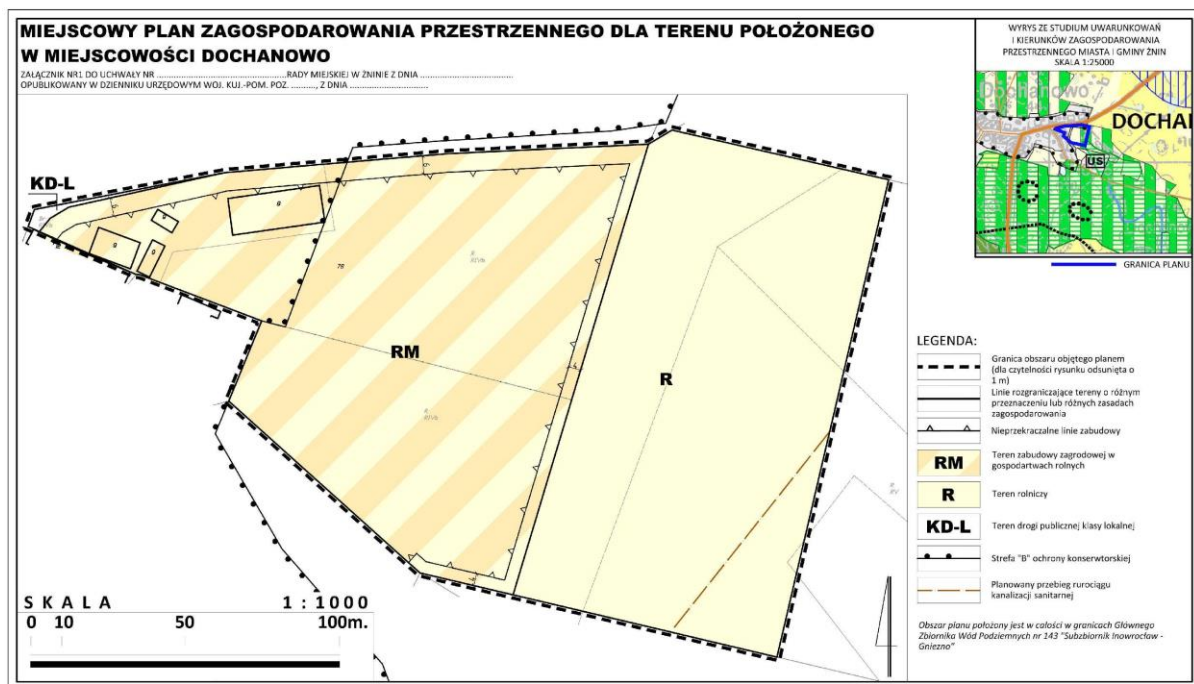 MIEJSCOWY PLAN ZAGOSPODAROWANIA PRZESTRZENNEGO DLA TERENU POŁOŻONEGO
W MIEJSCOWOŚCI DOCHANOWO
ZAŁĄCZNIK NR1 DO UCHWAŁY NR ................................................RADY MIEJSKIEJ W ŻNINIE Z DNIA ..................................
OPUBLIKOWANY W DZIENNIKU URZĘDOWYM WOJ. KUJ.-POM. POZ. .........., Z DNIA .............................
WYRYS ZE STUDIUM UWARUNKOWAŃ
I KIERUNKÓW ZAGOSPODAROWANIA
PRZESTRZENNEGO MIASTA I GMINY ŻNIN
SKALA 1:25000
Dochanowo
DOCHA
US
GRANICA PLANU
KD-L
6
6
g
g
g
78
R
RM
R
R
4
LEGENDA:
Granica obszaru objętego planem
(dla czytelności rysunku odsunięta o
1 m)
Linie rozgraniczające tereny o różnym
przeznaczeniu lub różnych zasadach
zagospodarowania
Nieprzekraczalne linie zabudowy
RM
Teren zabudowy zagrodowej w
gospodartwach rolnych
R
Teren rolniczy
KD-L
Teren drogi publicznej klasy lokalnej
Strefa "B" ochrony konserwtorskiej
Planowany przebieg rurociągu
kanalizacji sanitarnej
Obszar planu położony jest w całości w granicach Głównego
Zbiornika Wód Podziemnych nr 143 "Subzbiornik Inowrocław -
Gniezno"
SKALA 1:1000
0 10 50 100m.